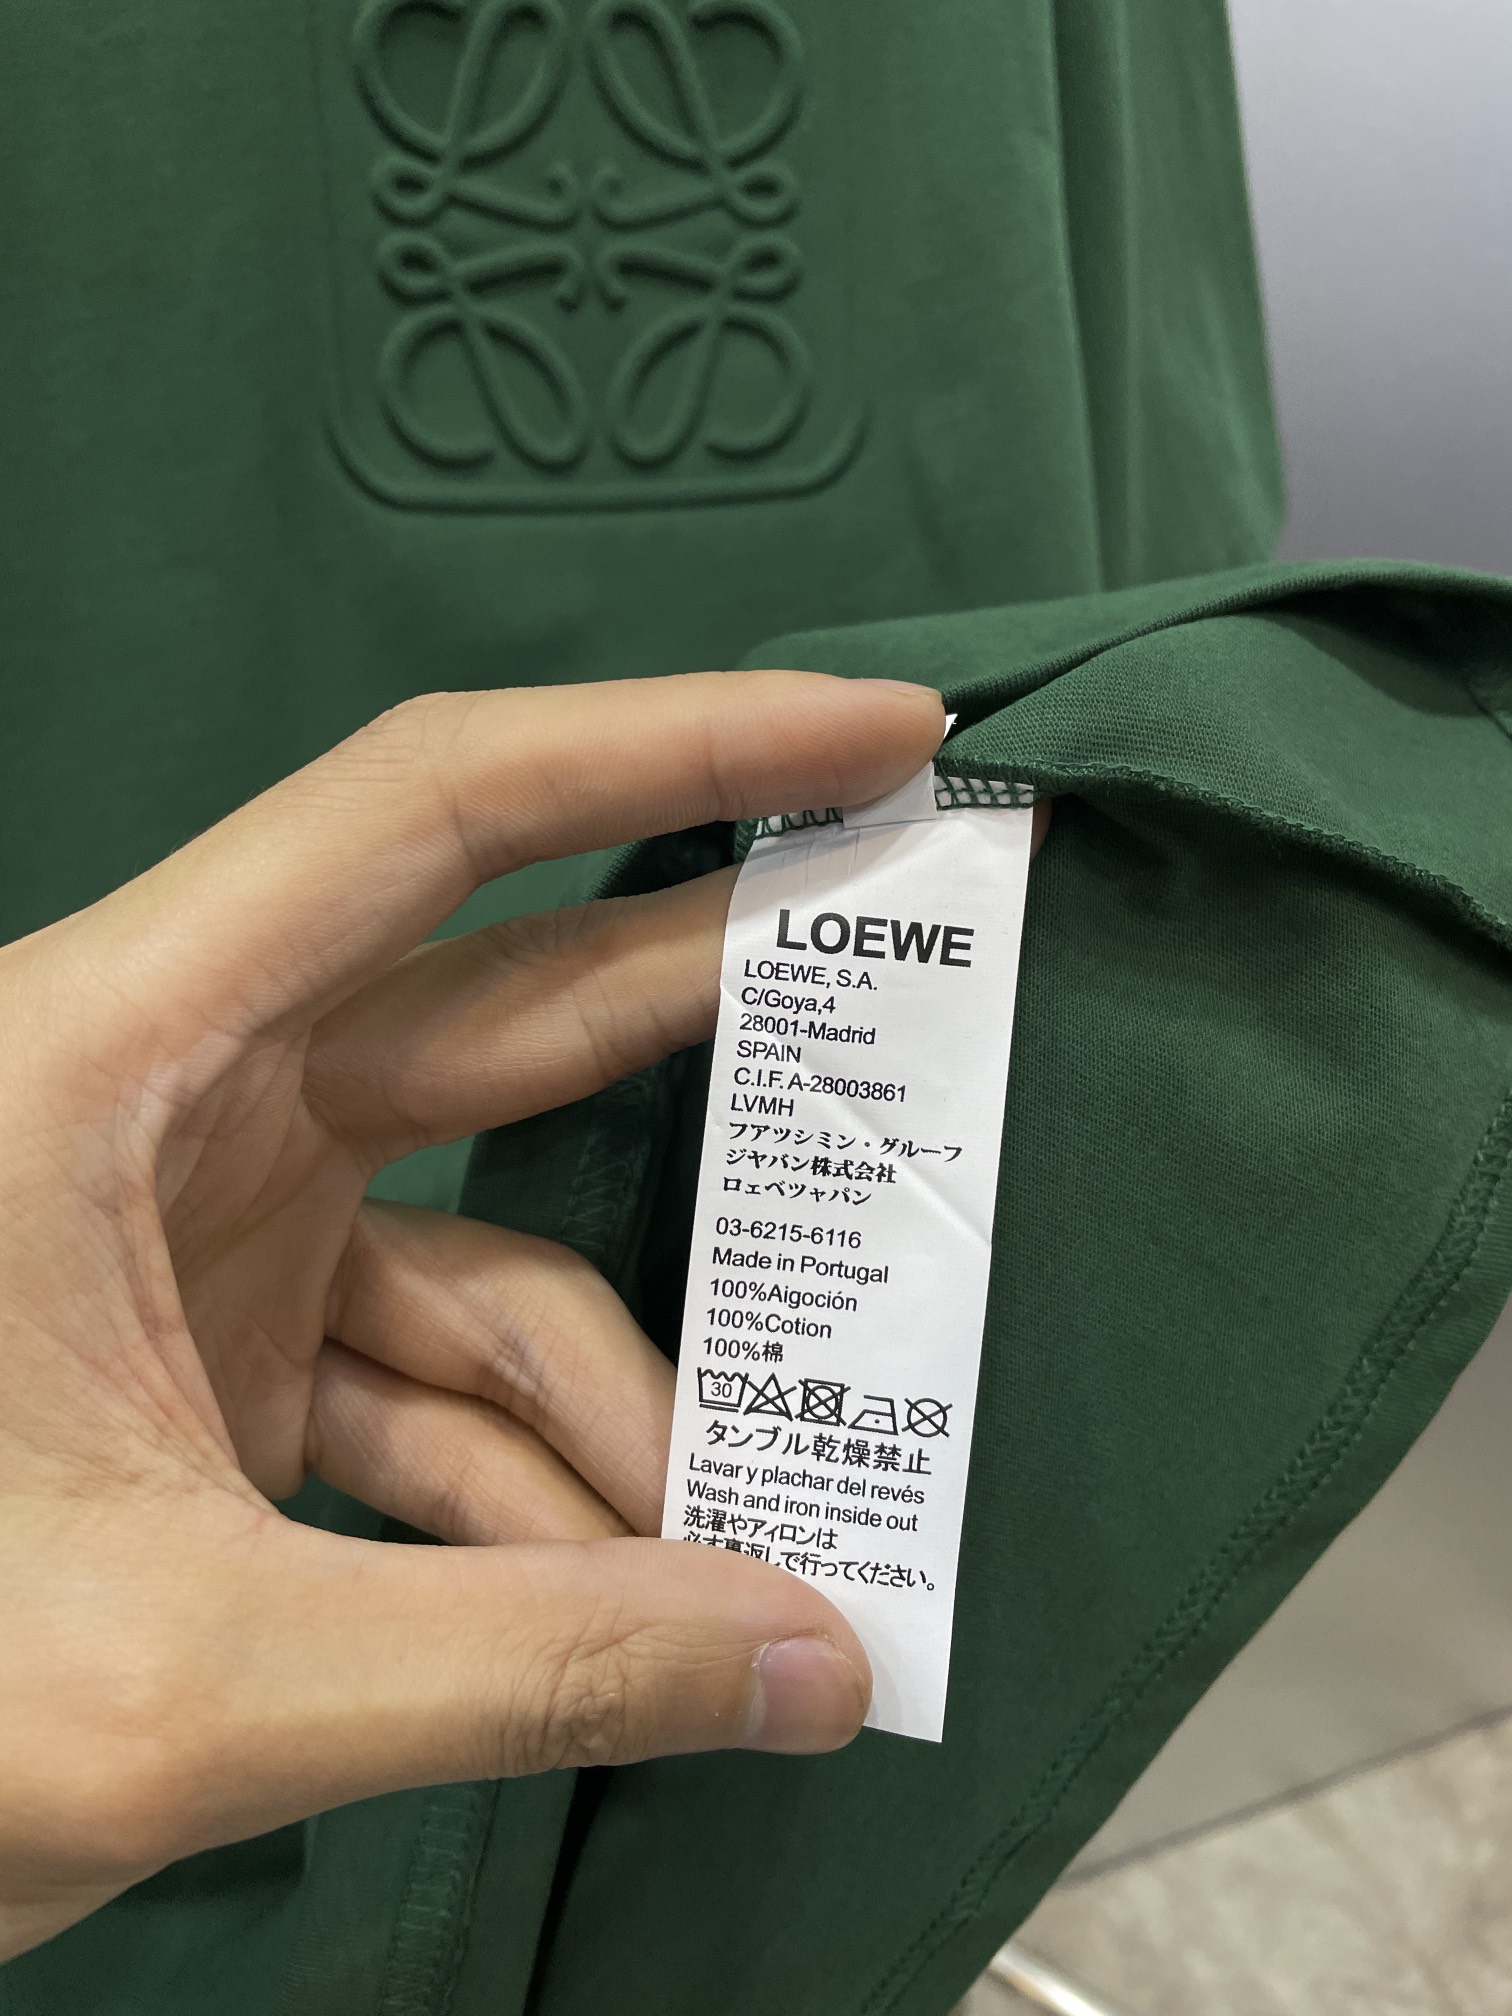 LOEWE
LOEWE, S.A.
C/Goya,4
28001-Madrid
SPAIN
C.I.F. A-28003861
LVMH
フアツシミン・グルーフ
ジヤバン株式会社
ロェベツャパン
03-6215-6116
Made in Portugal
100%Aigoción
100%Cotion
100%棉
30
タンブル乾燥禁止
Lavar y plachar del revés
Wash and iron inside out
洗濯やアィロンは
必ず裏返しで行ってください。